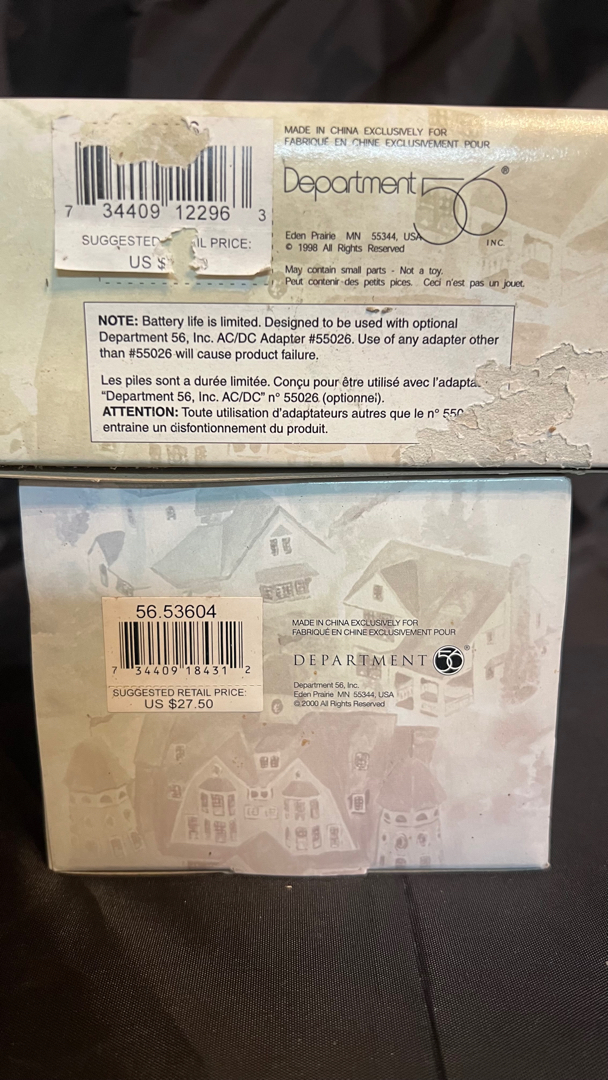 MADE IN CHINA EXCLUSIVELY FOR
FABRIQUÉ EN CHINE EXCLUSIVEMENT POUR
Department 56®
INC.
7 34409 12296 3
SUGGESTED IL PRICE:
US $
Eden Prairie MN 55344, USA
© 1998 All Rights Reserved
May contain small parts - Not a toy.
Peut contenir des petits pices. Ceci n'est pas un jouet.
NOTE: Battery life is limited. Designed to be used with optional
Department 56, Inc. AC/DC Adapter #55026. Use of any adapter other
than #55026 will cause product failure.
Les piles sont a durée limitée. Conçu pour être utilisé avec l'adapta
"Department 56, Inc. AC/DC" n° 55026 (optionnel).
ATTENTION: Toute utilisation d'adaptateurs autres que le n° 550
entraine un disfontionnement du produit.
56.53604
7 34409 18431 2
SUGGESTED RETAIL PRICE:
US $27.50
MADE IN CHINA EXCLUSIVELY FOR
FABRIQUÉ EN CHINE EXCLUSIVEMENT POUR
DEPARTMENT 56®
Department 56, Inc.
Eden Prairie MN 55344, USA
© 2000 All Rights Reserved